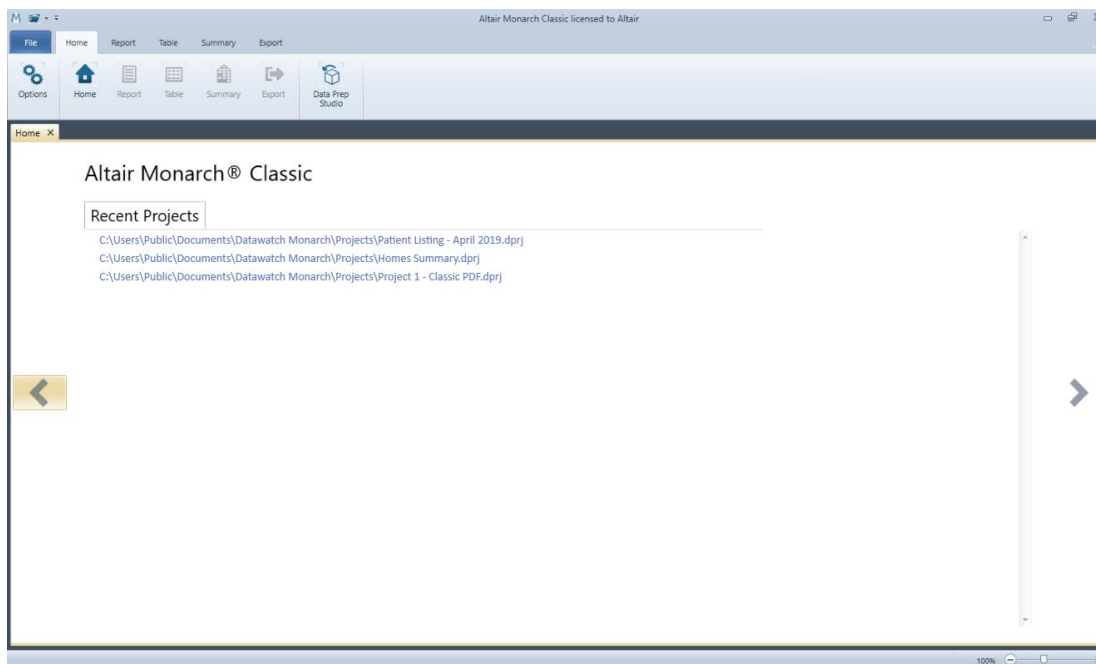 Altair Monarch Classic licensed to Altair
File Home Report Table Summary Export
Options Home Report Table Summary Export Data Prep
Studio
Home
Altair Monarch® Classic
Recent Projects
C:\Users\Public\Documents\Datawatch Monarch\Projects\Patient Listing - April 2019.dprj
C:\Users\Public\Documents\Datawatch Monarch\Projects\Homes Summary.dprj
C:\Users\Public\Documents\Datawatch Monarch\Projects\Project 1 - Classic PDF.dprj
100%